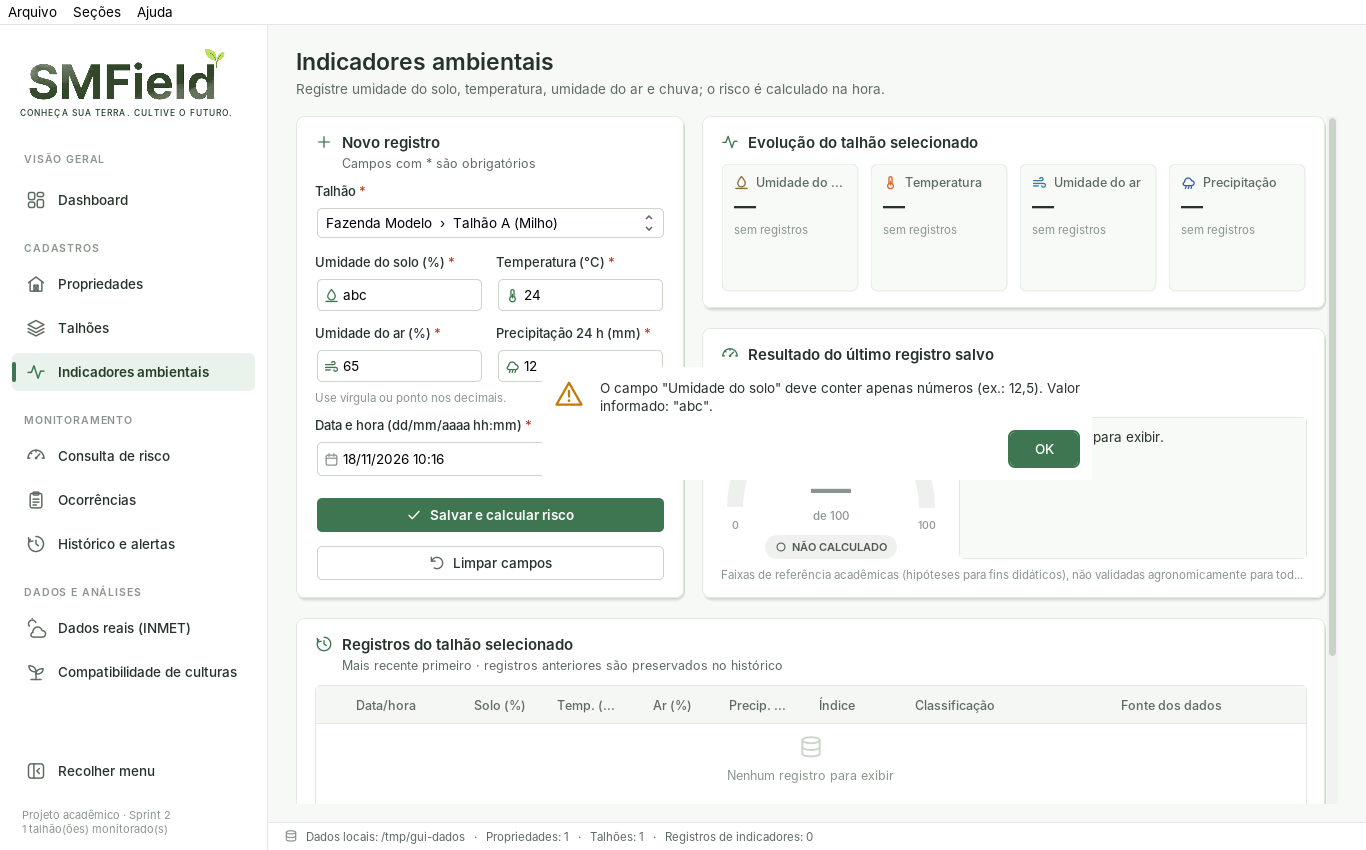 Arquivo Seções Ajuda
SMField
CONHEÇA SUA TERRA. CULTIVE O FUTURO.
VISÃO GERAL
Dashboard
CADASTROS
Propriedades
Talhões
Indicadores ambientais
MONITORAMENTO
Consulta de risco
Ocorrências
Histórico e alertas
DADOS E ANÁLISES
Dados reais (INMET)
Compatibilidade de culturas
Recolher menu
Projeto acadêmico · Sprint 2
1 talhão(ões) monitorado(s)
Indicadores ambientais
Registre umidade do solo, temperatura, umidade do ar e chuva; o risco é calculado na hora.
Novo registro
Campos com * são obrigatórios
Talhão *
Fazenda Modelo › Talhão A (Milho)
Umidade do solo (%) * Temperatura (°C) *
abc 24
Umidade do ar (%) * Precipitação 24 h (mm) *
65 12
Use vírgula ou ponto nos decimais.
Data e hora (dd/mm/aaaa hh:mm) *
18/11/2026 10:16
Salvar e calcular risco
Limpar campos
Evolução do talhão selecionado
Umidade do ... Temperatura Umidade do ar Precipitação
— — — —
sem registros sem registros sem registros sem registros
Resultado do último registro salvo
O campo "Umidade do solo" deve conter apenas números (ex.: 12,5). Valor
informado: "abc".
OK
para exibir.
—
de 100
0 100
NÃO CALCULADO
Faixas de referência acadêmicas (hipóteses para fins didáticos), não validadas agronomicamente para tod...
Registros do talhão selecionado
Mais recente primeiro · registros anteriores são preservados no histórico
Data/hora Solo (%) Temp. (... Ar (%) Precip. ... Índice Classificação Fonte dos dados
Nenhum registro para exibir
Dados locais: /tmp/gui-dados · Propriedades: 1 · Talhões: 1 · Registros de indicadores: 0